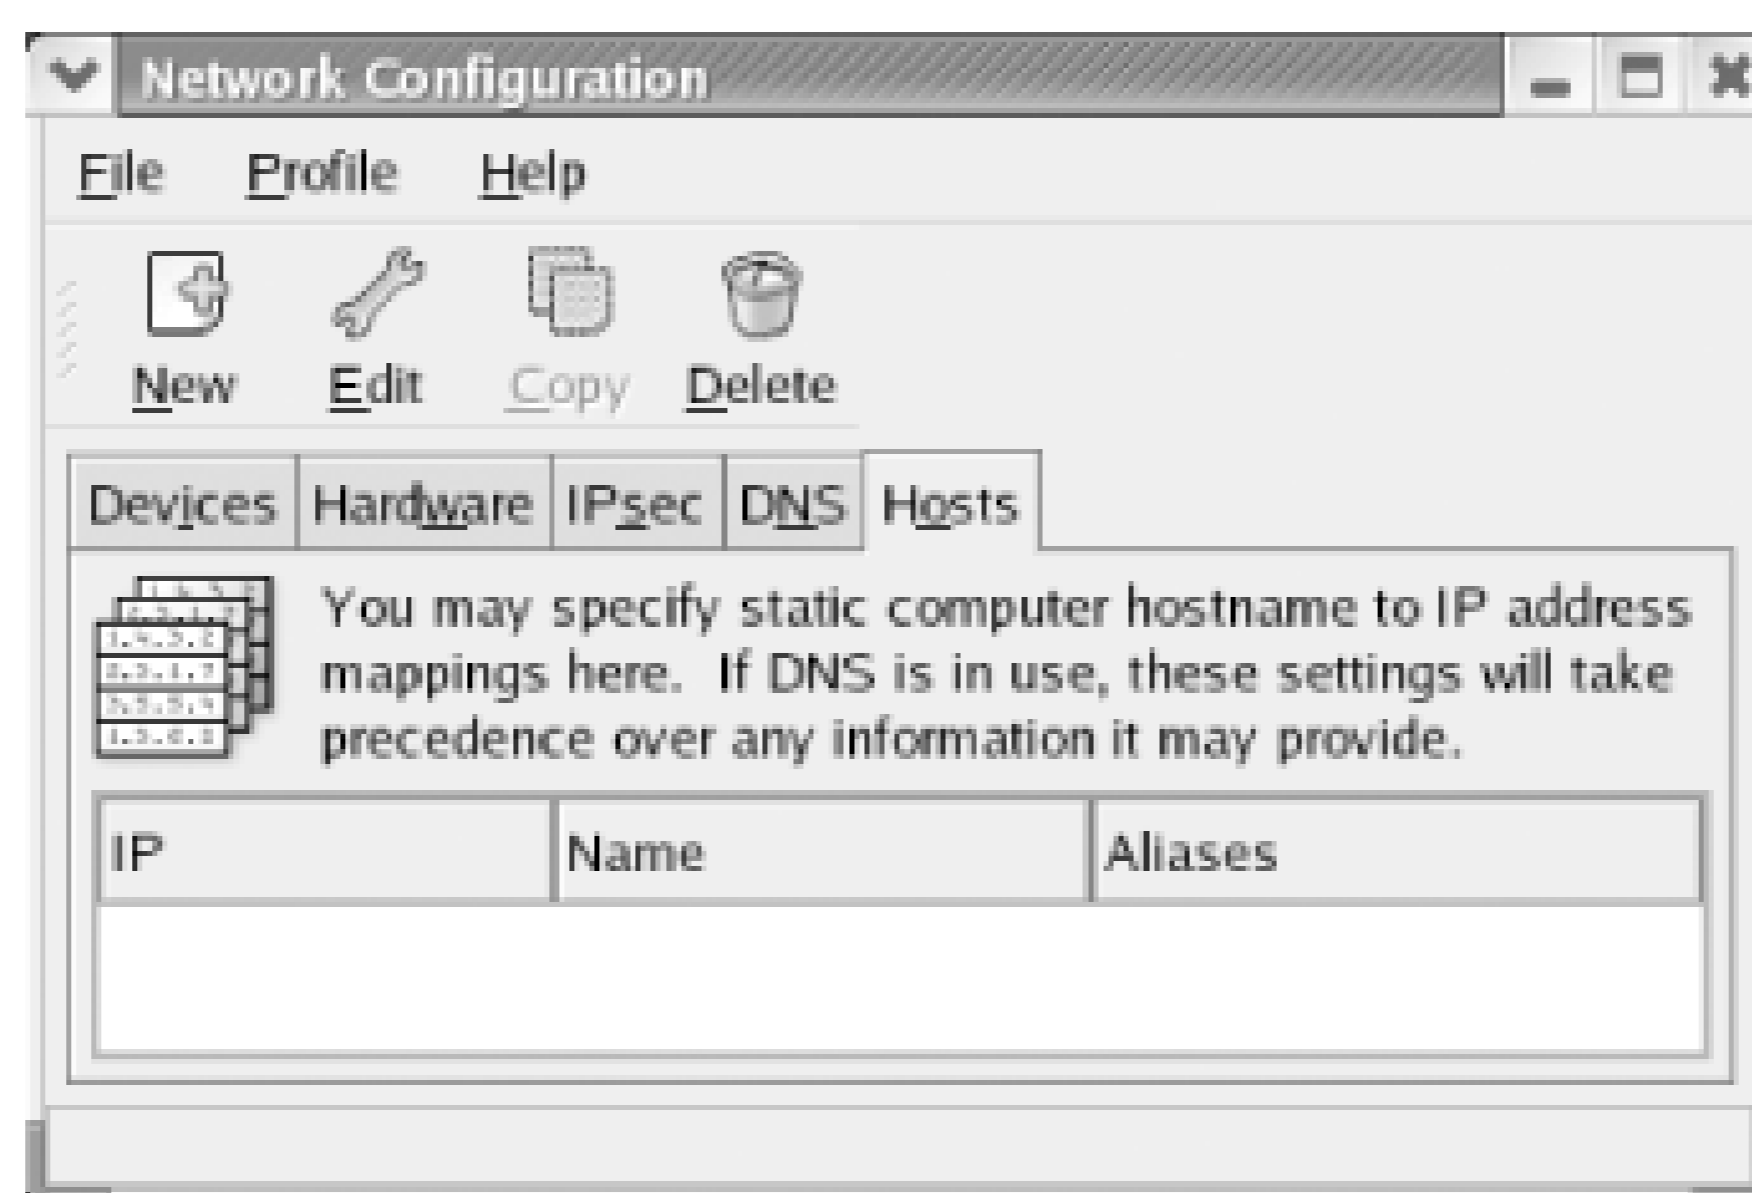 Network Configuration
File Profile Help
New Edit Copy Delete
Devices Hardware IPsec DNS Hosts
You may specify static computer hostname to IP address
mappings here. If DNS is in use, these settings will take
precedence over any information it may provide.
IP Name Aliases